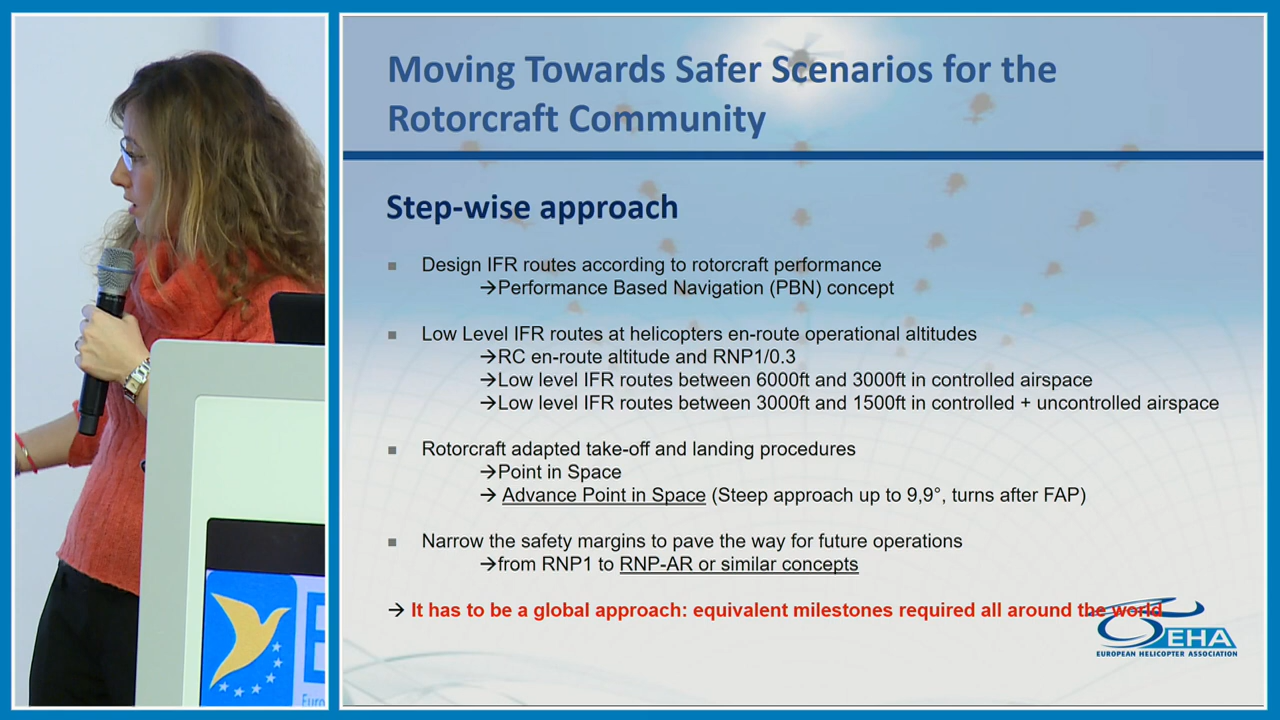 Moving Towards Safer Scenarios for the
Rotorcraft Community
Step-wise approach
▪ Design IFR routes according to rotorcraft performance
→Performance Based Navigation (PBN) concept
▪ Low Level IFR routes at helicopters en-route operational altitudes
→RC en-route altitude and RNP1/0.3
→Low level IFR routes between 6000ft and 3000ft in controlled airspace
→Low level IFR routes between 3000ft and 1500ft in controlled + uncontrolled airspace
▪ Rotorcraft adapted take-off and landing procedures
→Point in Space
→ Advance Point in Space (Steep approach up to 9,9°, turns after FAP)
▪ Narrow the safety margins to pave the way for future operations
→from RNP1 to RNP-AR or similar concepts
→ It has to be a global approach: equivalent milestones required all around the world
EHA
EUROPEAN HELICOPTER ASSOCIATION